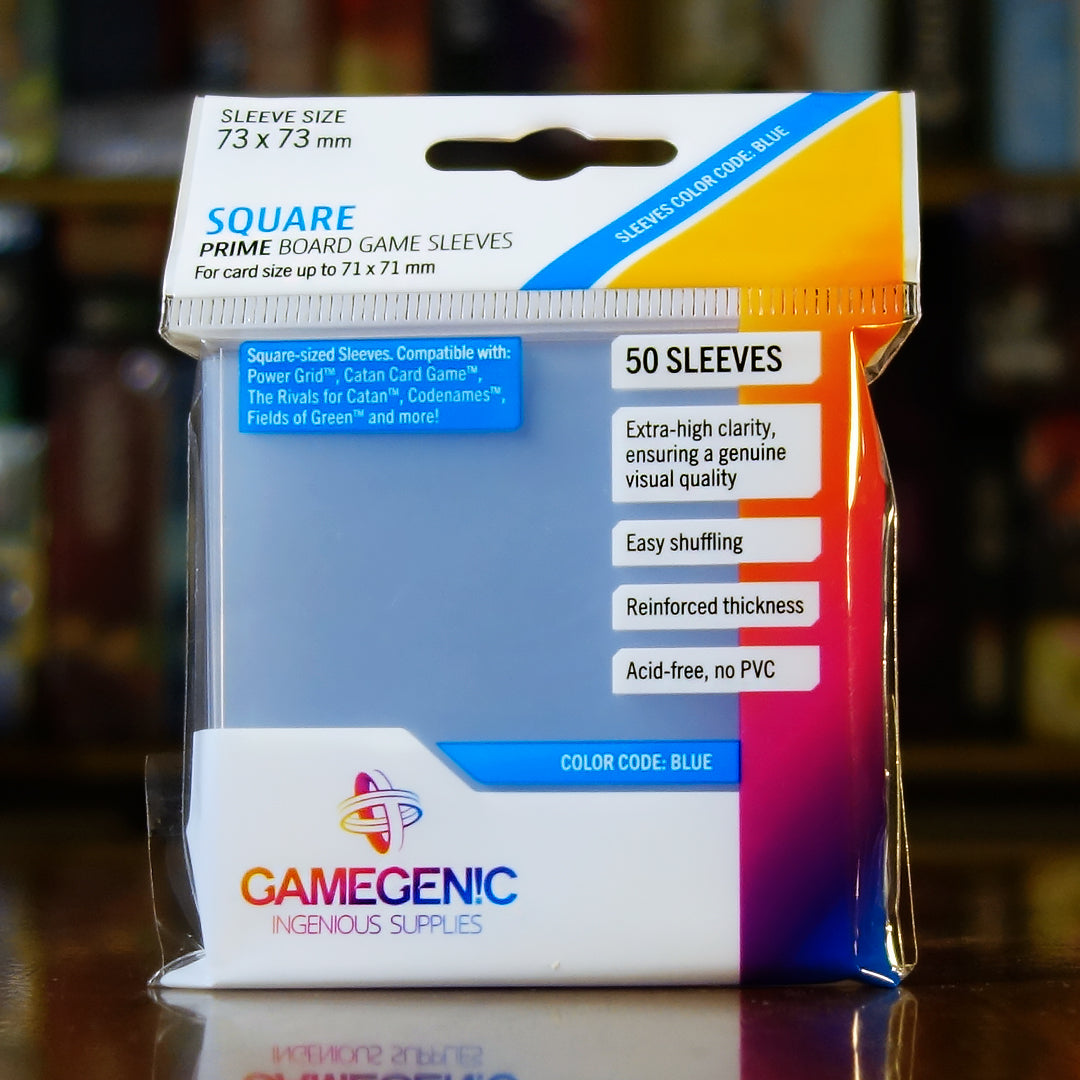 SLEEVE SIZE
73 x 73 mm
SLEEVES COLOR CODE: BLUE
SQUARE
PRIME BOARD GAME SLEEVES
For card size up to 71 x 71 mm
Square-sized Sleeves. Compatible with:
Power Grid™, Catan Card Game™,
The Rivals for Catan™, Codenames™,
Fields of Green™ and more!
50 SLEEVES
Extra-high clarity,
ensuring a genuine
visual quality
Easy shuffling
Reinforced thickness
Acid-free, no PVC
COLOR CODE: BLUE
GAMEGEN!C
INGENIOUS SUPPLIES